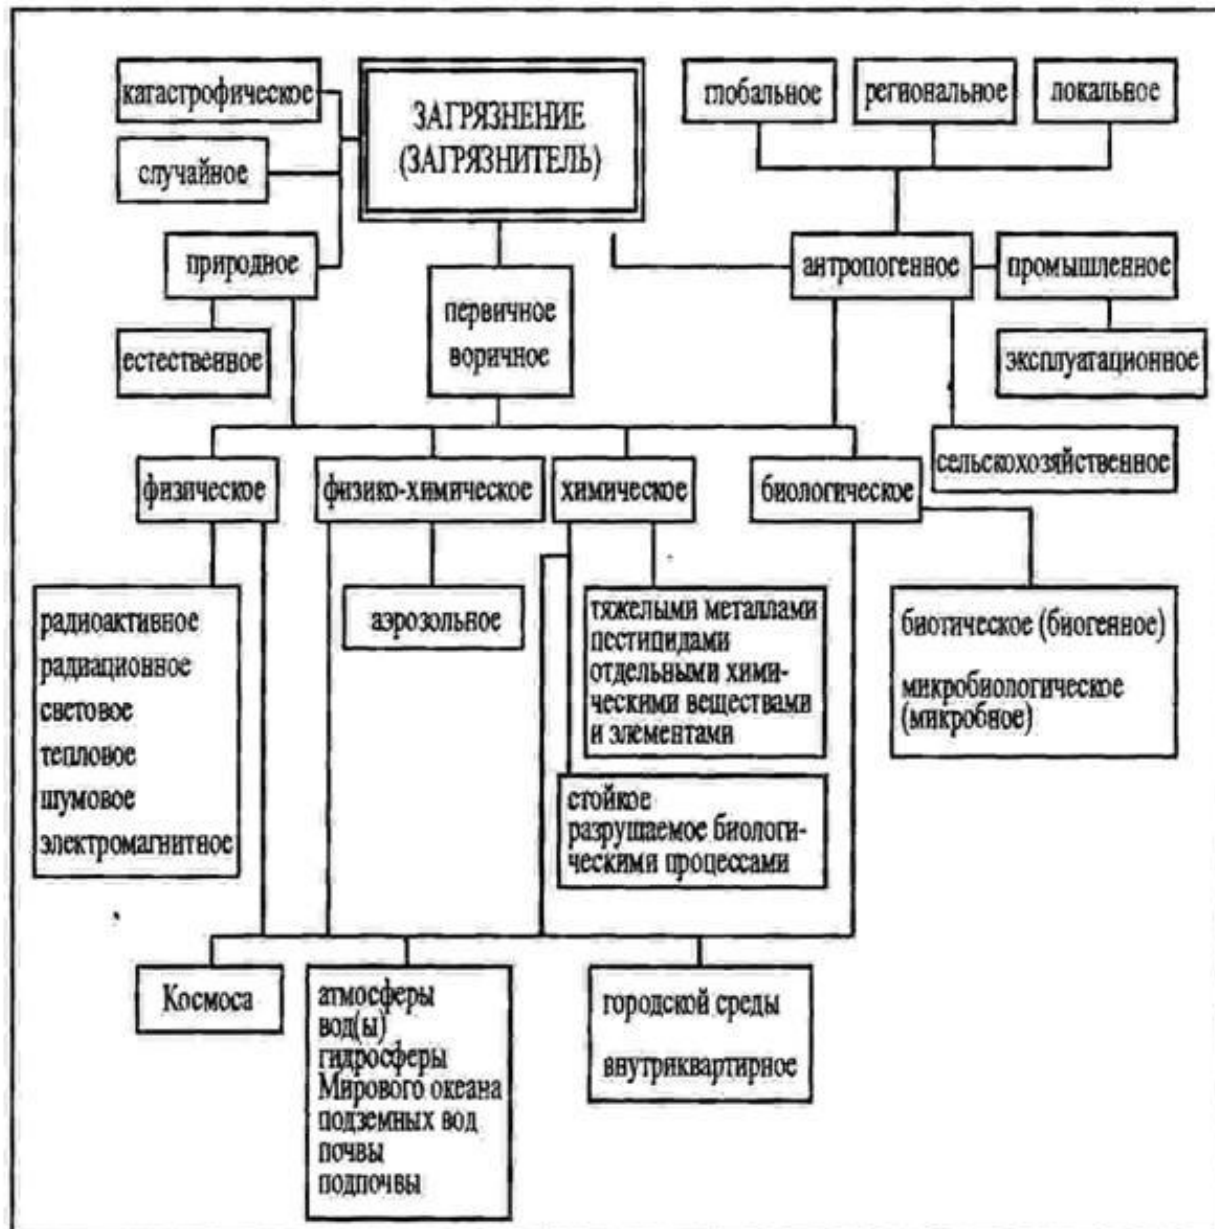 катастрофическое
ЗАГРЯЗНЕНИЕ
(ЗАГРЯЗНИТЕЛЬ)
глобальное
региональное
локальное
случайное
природное
антропогенное
промышленное
первичное
воричное
естественное
эксплуатационное
физическое
физико-химическое
химическое
биологическое
сельскохозяйственное
радиоактивное
радиационное
световое
тепловое
шумовое
электромагнитное
аэрозольное
тяжелыми металлами
пестицидами
отдельными хими-
ческими веществами
и элементами
биотическое (биогенное)
микробиологическое
(микробное)
стойкое
разрушаемое биологи-
ческими процессами
Космоса
атмосферы
вод(ы)
гидросферы
Мирового океана
подземных вод
почвы
подпочвы
городской среды
внутриквартирное